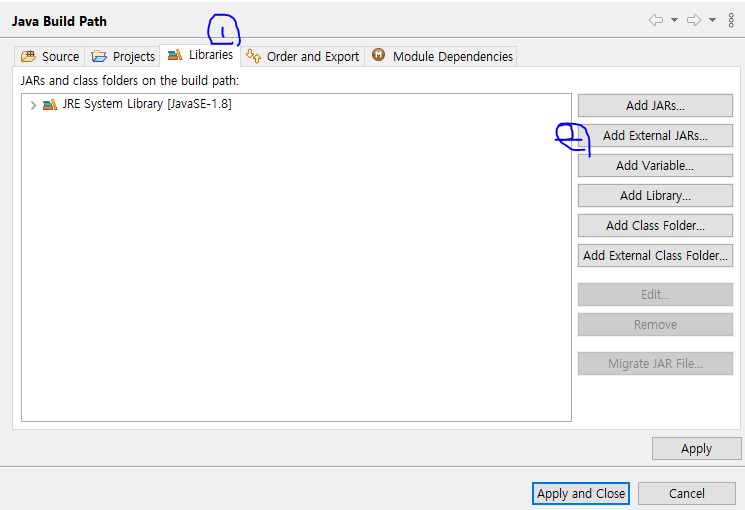 Java Build Path
1
Source Projects Libraries Order and Export Module Dependencies
JARs and class folders on the build path:
JRE System Library [JavaSE-1.8]
Add JARs...
Add External JARs...
Add Variable...
Add Library...
Add Class Folder...
Add External Class Folder...
Edit...
Remove
Migrate JAR File...
Apply
Apply and Close Cancel